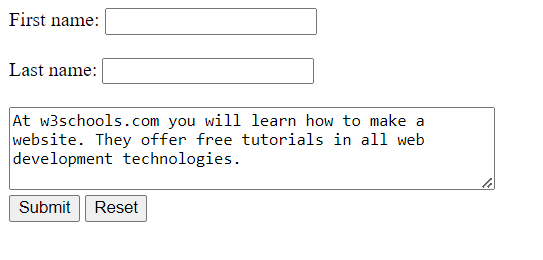 First name:
Last name:
At w3schools.com you will learn how to make a
website. They offer free tutorials in all web
development technologies.
Submit Reset